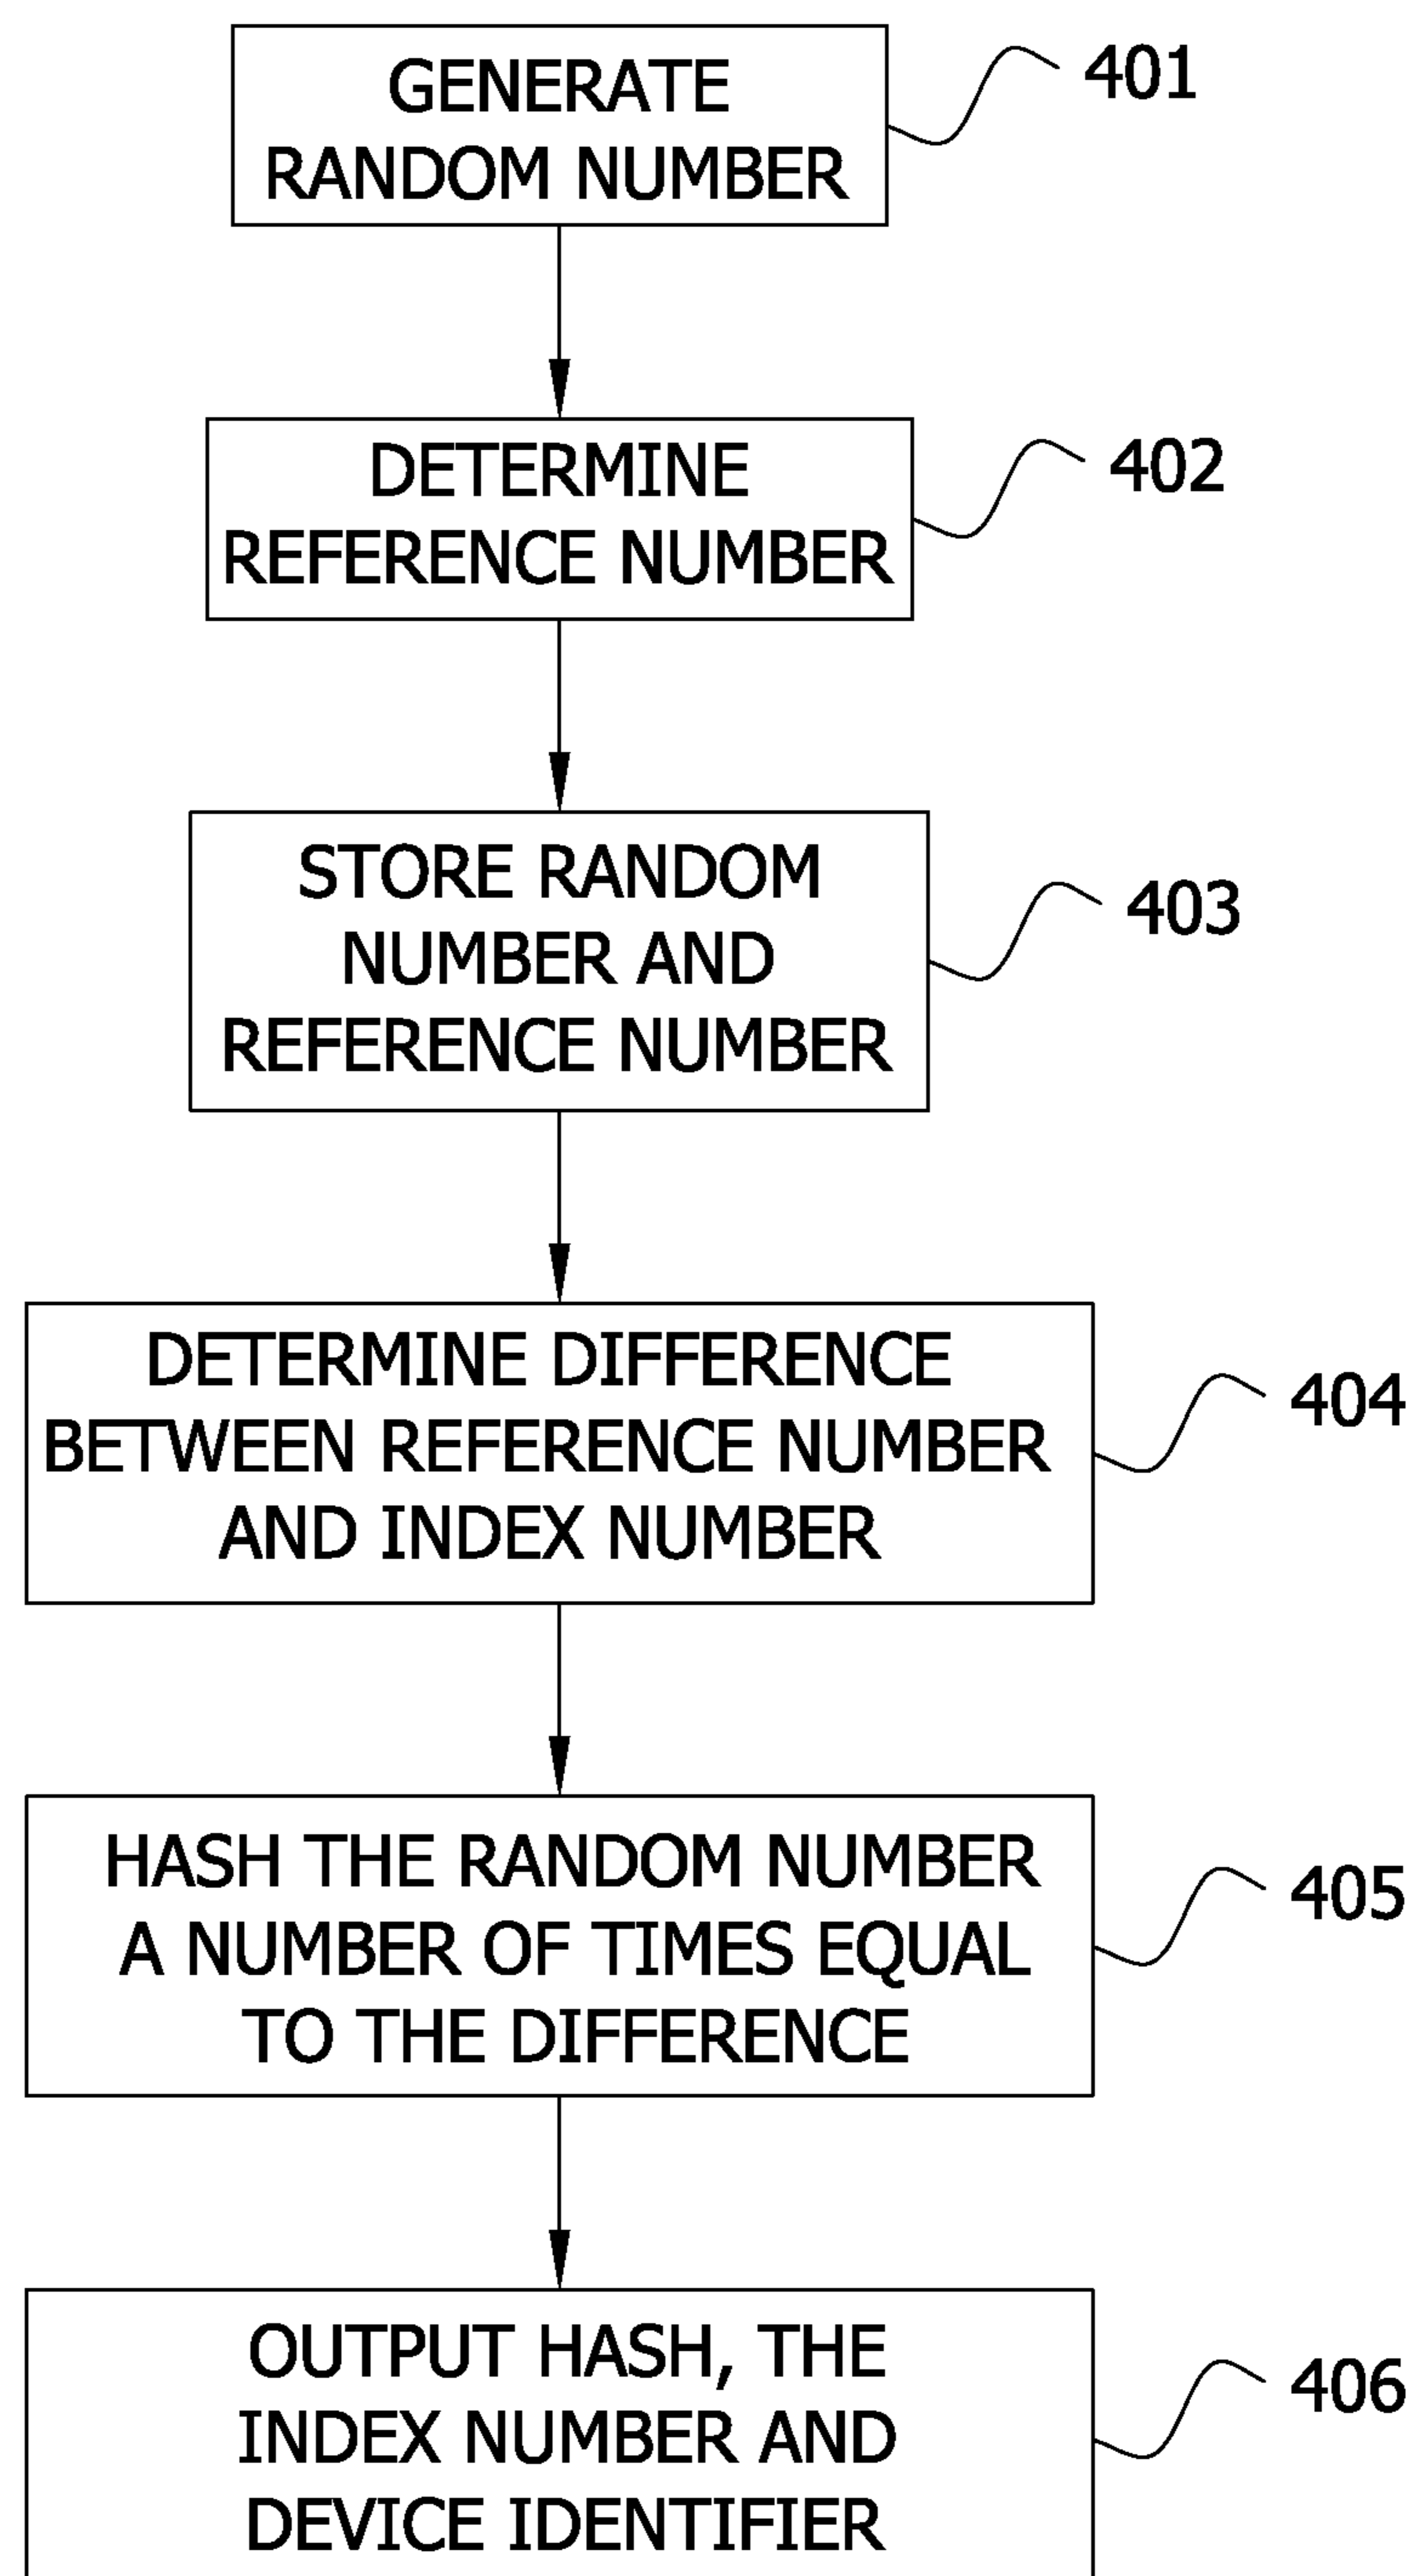 GENERATE
RANDOM NUMBER
401
DETERMINE
REFERENCE NUMBER
402
STORE RANDOM
NUMBER AND
REFERENCE NUMBER
403
DETERMINE DIFFERENCE
BETWEEN REFERENCE NUMBER
AND INDEX NUMBER
404
HASH THE RANDOM NUMBER
A NUMBER OF TIMES EQUAL
TO THE DIFFERENCE
405
OUTPUT HASH, THE
INDEX NUMBER AND
DEVICE IDENTIFIER
406